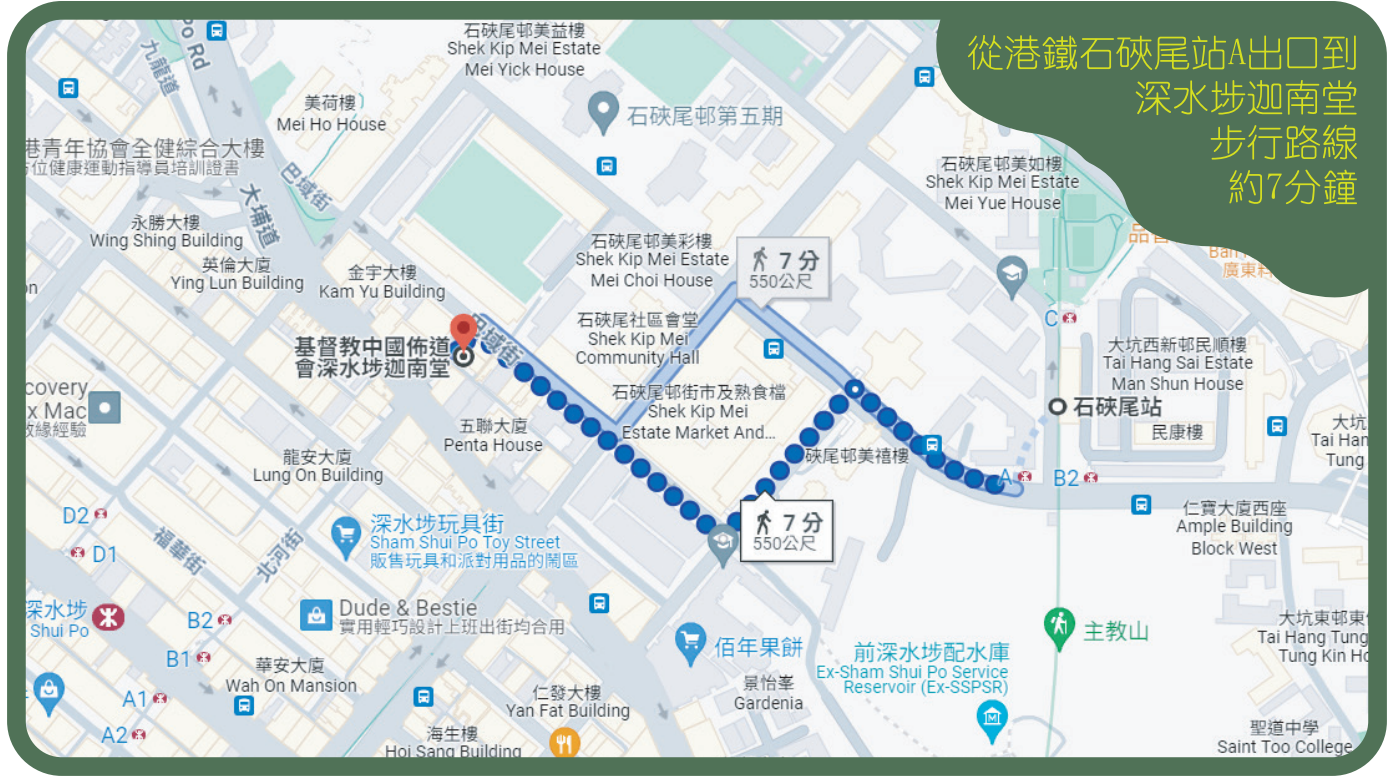 從港鐵石硤尾站A出口到
深水埗迦南堂
步行路線
約7分鐘
石硤尾邨美益樓
Shek Kip Mei Estate
Mei Yick House
Po Rd
九龍道
美荷樓
Mei Ho House
石硤尾邨第五期
港青年協會全健綜合大樓
位健康運動指導員培訓證書
巴域街
大埔道
石硤尾邨美如樓
Shek Kip Mei Estate
Mei Yue House
永勝大樓
Wing Shing Building
英倫大廈
Ying Lun Building
金宇大樓
Kam Yu Building
石硤尾邨美彩樓
Shek Kip Mei Estate
Mei Choi House
7 分
550公尺
廣東料
C
巴域街
石硤尾社區會堂
Shek Kip Mei
Community Hall
基督教中國佈道
會深水埗迦南堂
大坑西新邨民順樓
Tai Hang Sai Estate
Man Shun House
石硤尾邨街市及熟食檔
Shek Kip Mei
Estate Market And...
石硤尾站
民康樓
covery
x Mac
效緣經驗
五聯大廈
Penta House
硤尾邨美禧樓
大坑
Tai Han
Tung
龍安大廈
Lung On Building
A
B2
D2
D1
福華街
北河街
深水埗玩具街
Sham Shui Po Toy Street
販售玩具和派對用品的鬧區
7 分
550公尺
仁寶大廈西座
Ample Building
Block West
深水埗
Shui Po
B2
B1
Dude & Bestie
實用輕巧設計上班出街均合用
佰年果餅
主教山
大坑東邨東
Tai Hang Tung
Tung Kin Ho
前深水埗配水庫
Ex-Sham Shui Po Service
Reservoir (Ex-SSPSR)
華安大廈
Wah On Mansion
A1
A2
仁發大樓
Yan Fat Building
景怡峯
Gardenia
海生樓
Hoi Sang Building
聖道中學
Saint Too College